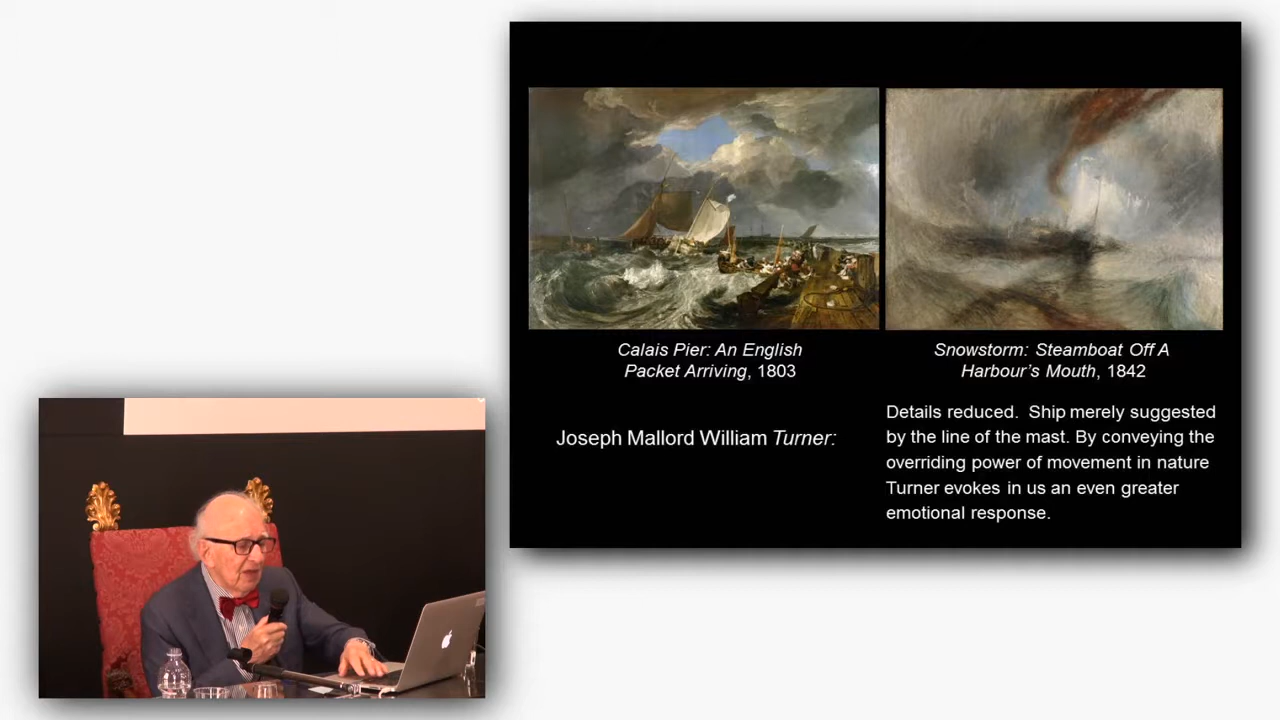 Calais Pier: An English
Packet Arriving, 1803
Snowstorm: Steamboat Off A
Harbour's Mouth, 1842
Joseph Mallord William Turner:
Details reduced. Ship merely suggested
by the line of the mast. By conveying the
overriding power of movement in nature
Turner evokes in us an even greater
emotional response.